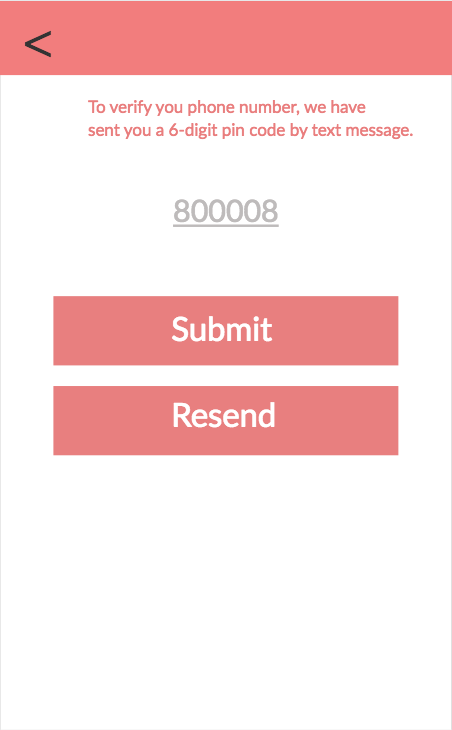 <
To verify you phone number, we have
sent you a 6-digit pin code by text message.
800008
Submit
Resend